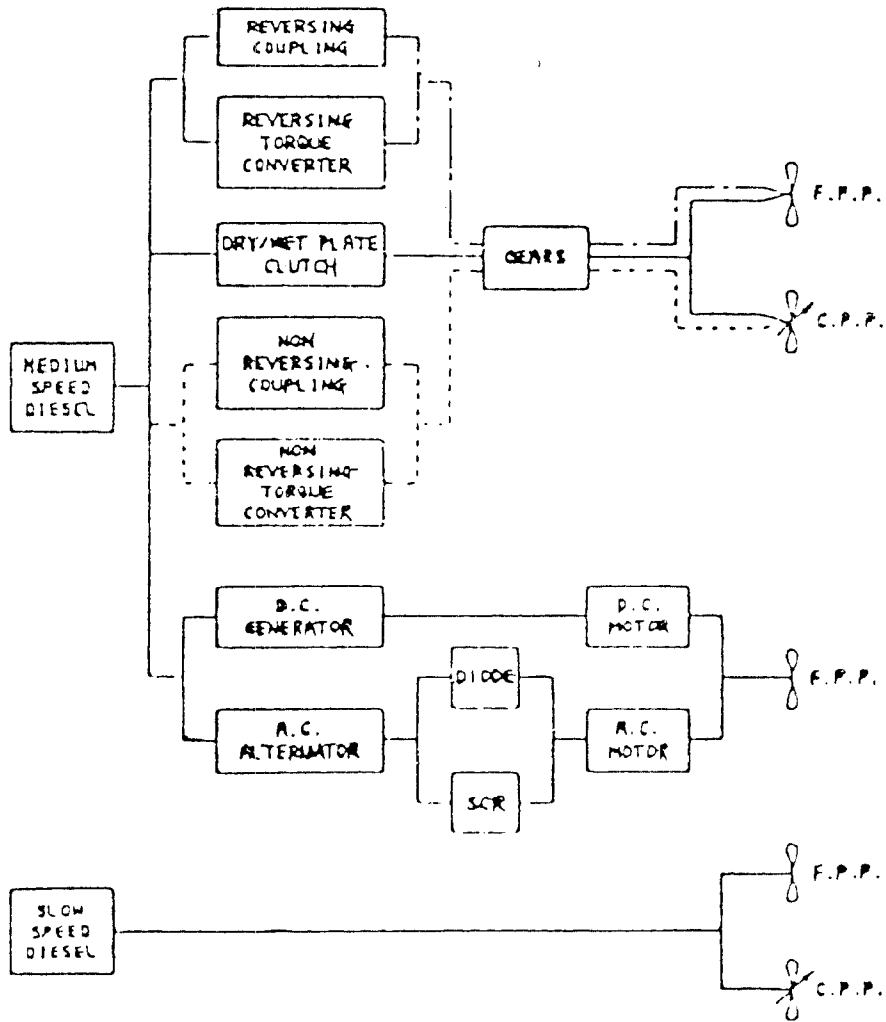 REVERSING
COUPLING
REVERSING
TORQUE
CONVERTER
DRY/WET PLATE
CLUTCH
GEARS
F.P.P.
C.P.P.
MEDIUM
SPEED
DIESEL
NON
REVERSING
COUPLING
NON
REVERSING
TORQUE
CONVERTER
D.C.
GENERATOR
D.C.
MOTOR
DIODE
F.P.P.
A.C.
ALTERNATOR
A.C.
MOTOR
SCR
F.P.P.
SLOW
SPEED
DIESEL
C.P.P.